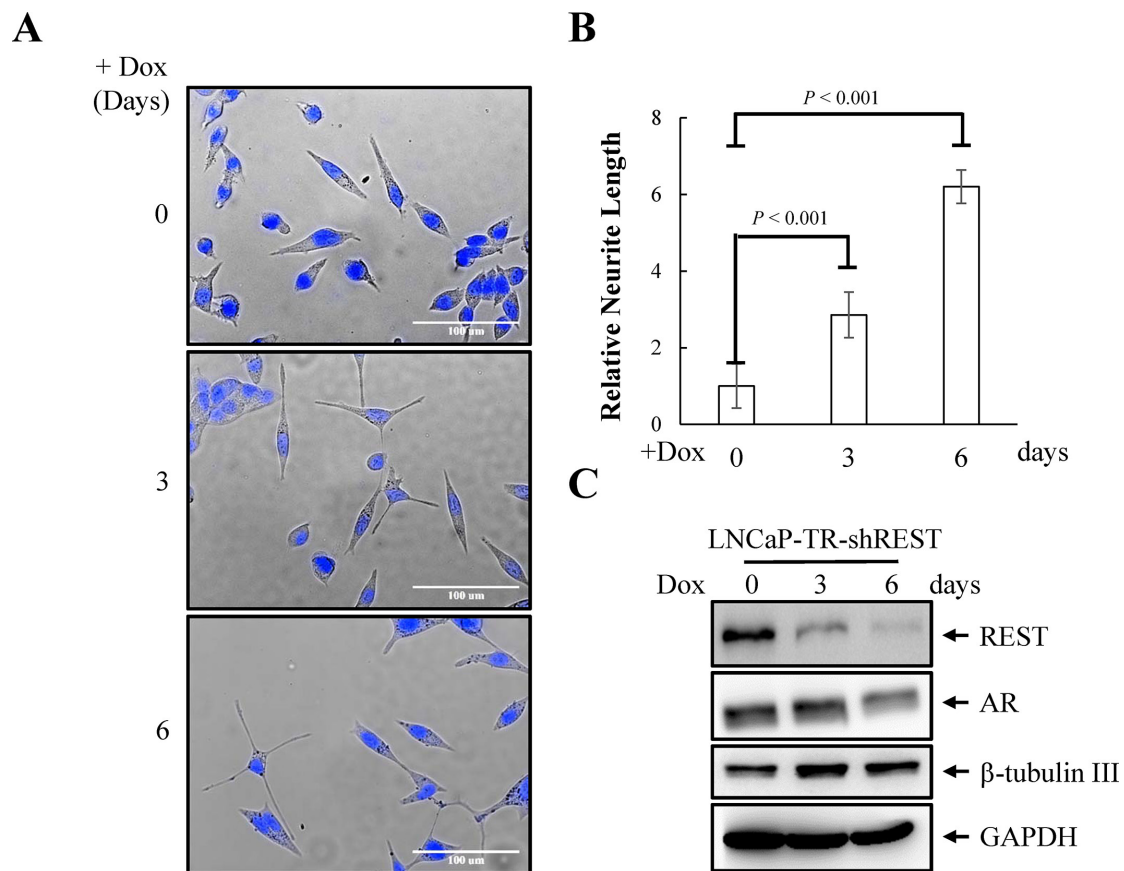 A
+ Dox
(Days)
0
100 um
3
100 um
6
100 um
B
P < 0.001
P < 0.001
Relative Neurite Length
8
6
4
2
0
+Dox 0 3 6 days
C
LNCaP-TR-shREST
Dox 0 3 6 days
REST
AR
β-tubulin III
GAPDH